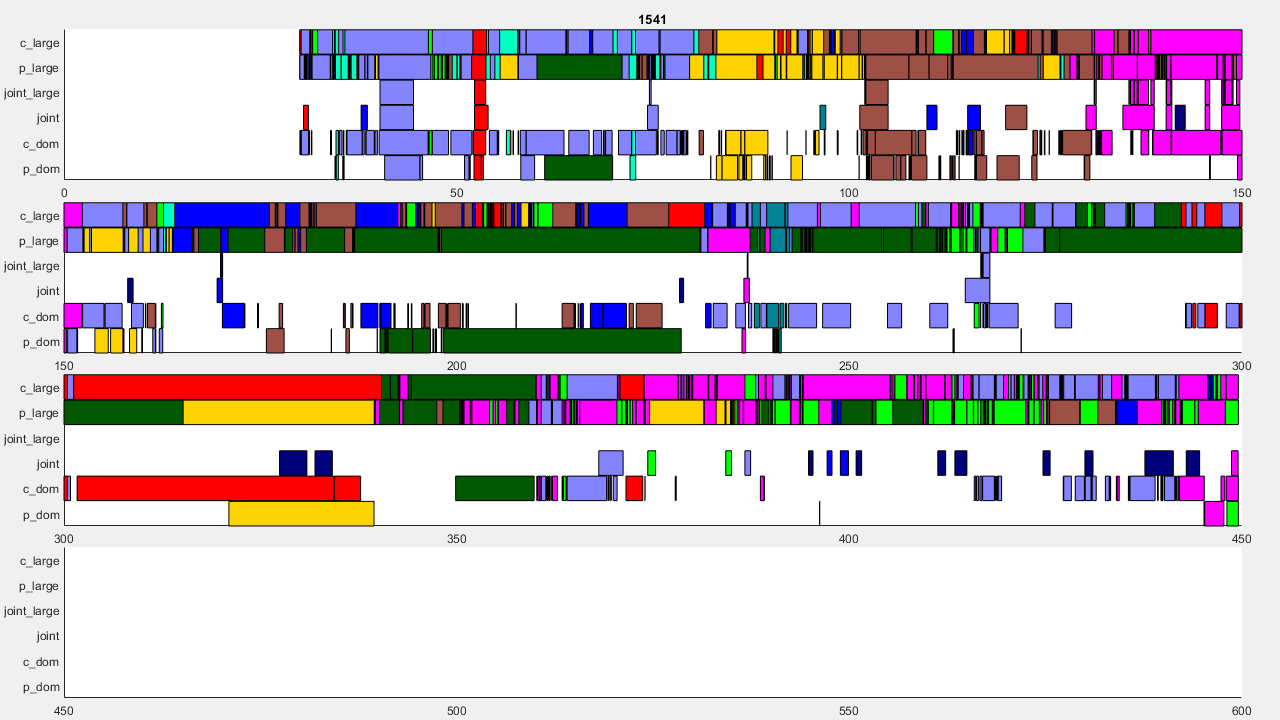 1541
c_large
p_large
joint_large
joint
c_dom
p_dom
0 50 100 150
c_large
p_large
joint_large
joint
c_dom
p_dom
150 200 250 300
c_large
p_large
joint_large
joint
c_dom
p_dom
300 350 400 450
c_large
p_large
joint_large
joint
c_dom
p_dom
450 500 550 600